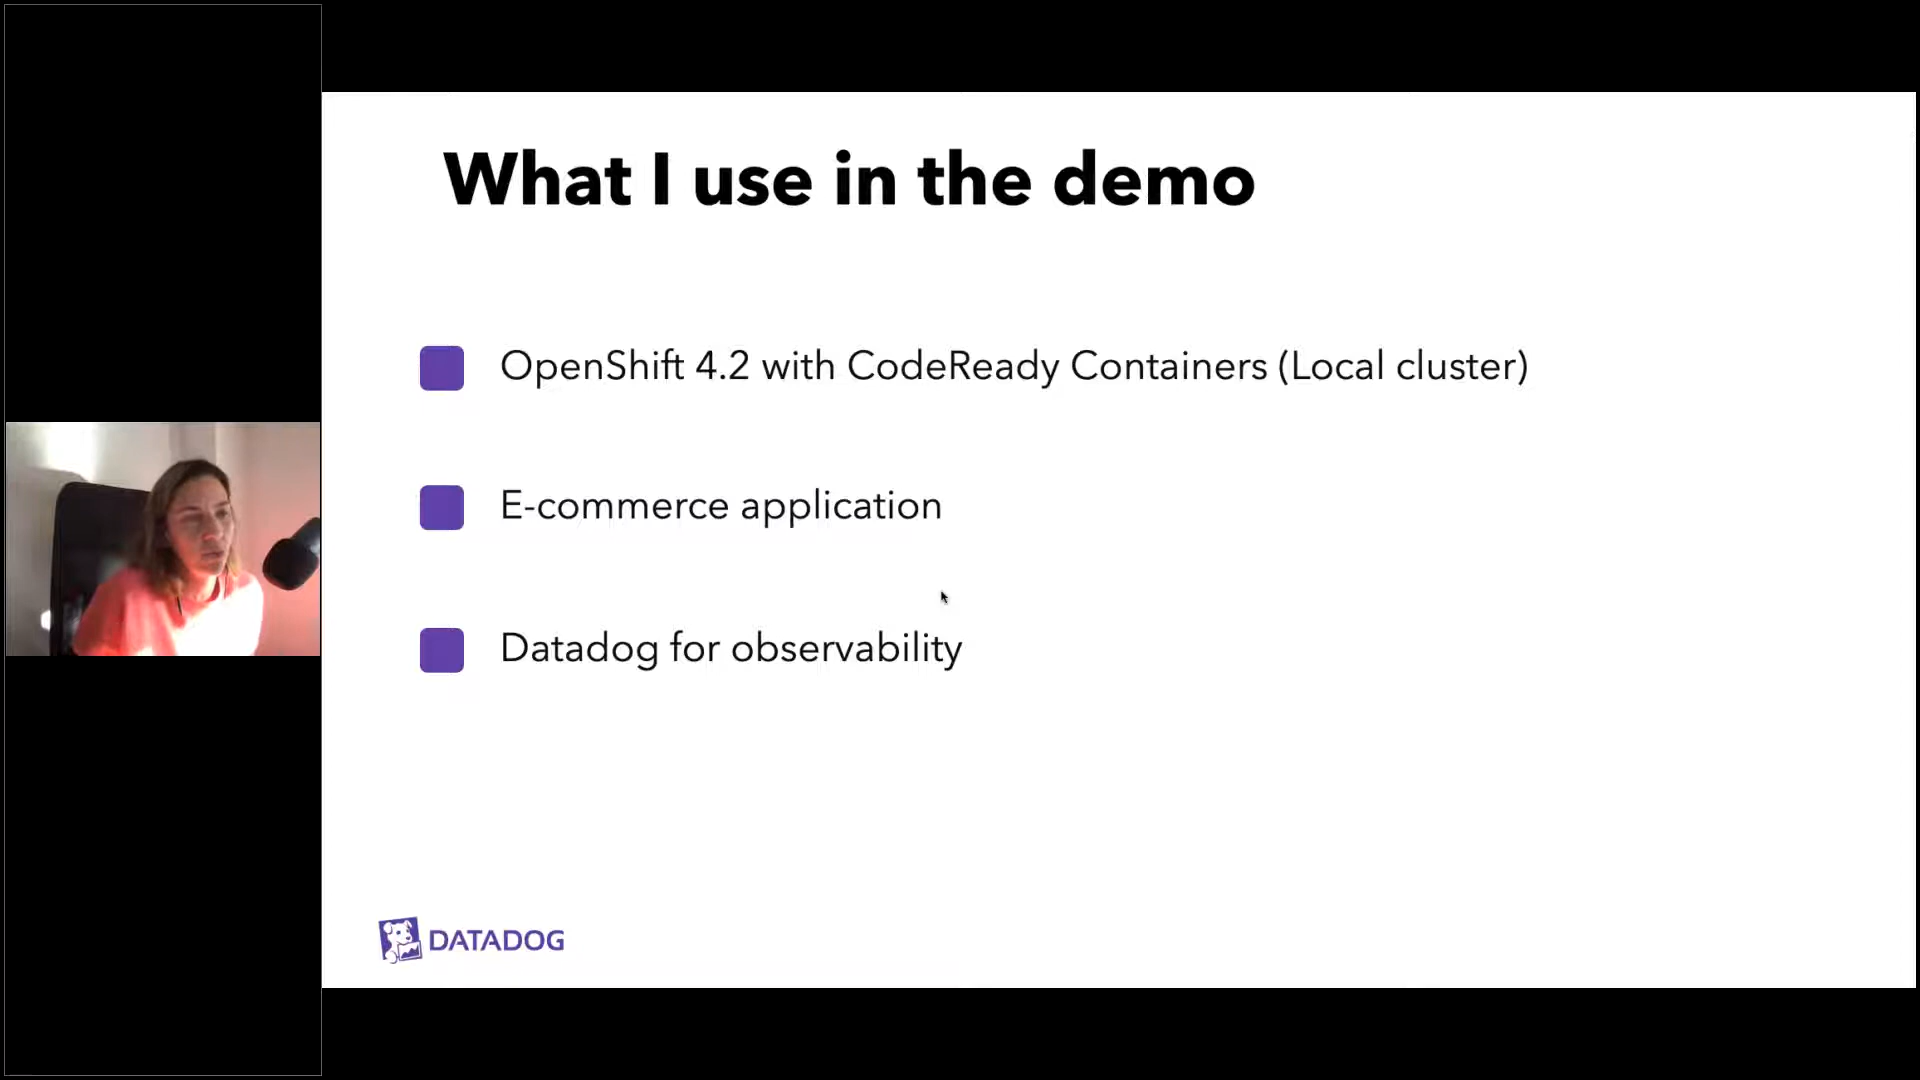 What I use in the demo
OpenShift 4.2 with CodeReady Containers (Local cluster)
E-commerce application
Datadog for observability
DATADOG